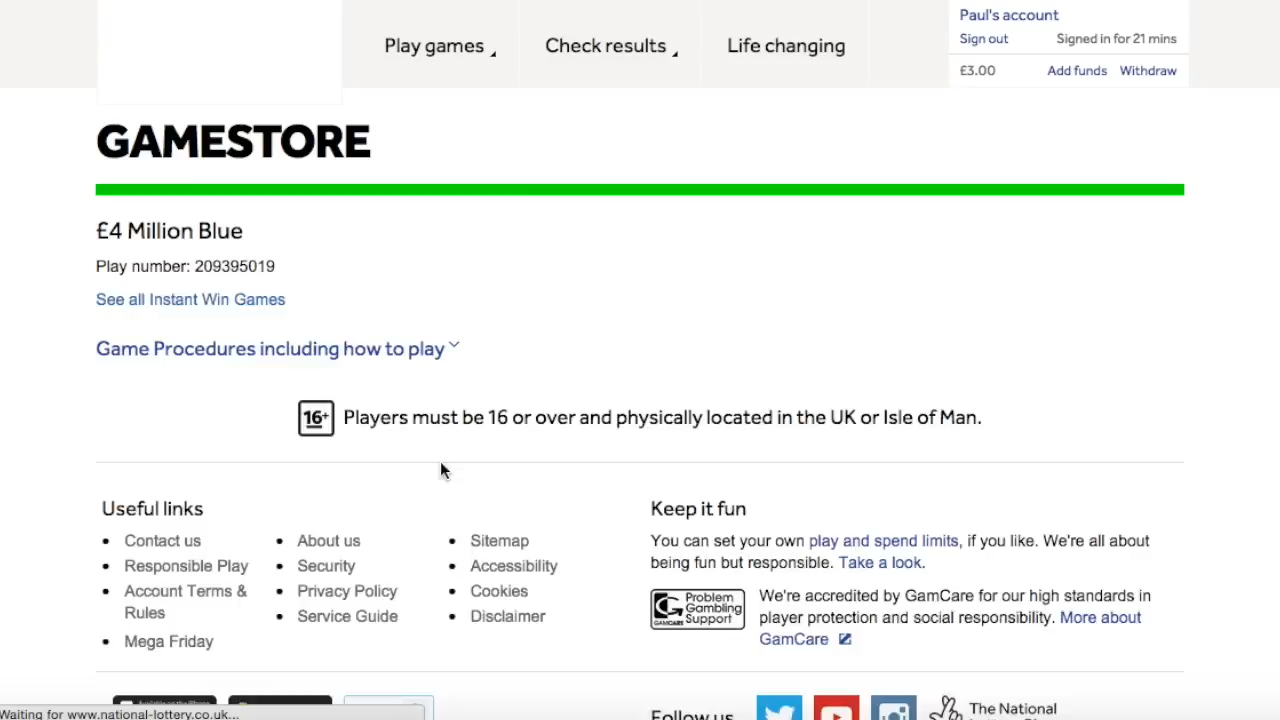 Play games
Check results
Life changing
Paul's account
Sign out
Signed in for 21 mins
£3.00
Add funds
Withdraw
GAMESTORE
£4 Million Blue
Play number: 209395019
See all Instant Win Games
Game Procedures including how to play
16+ Players must be 16 or over and physically located in the UK or Isle of Man.
Useful links
Contact us
Responsible Play
Account Terms &
Rules
Mega Friday
About us
Security
Privacy Policy
Service Guide
Sitemap
Accessibility
Cookies
Disclaimer
Keep it fun
You can set your own play and spend limits, if you like. We're all about
being fun but responsible. Take a look.
Problem
Gambling
Support
GAMCARE
We're accredited by GamCare for our high standards in
player protection and social responsibility. More about
GamCare
Follow us
The National
Waiting for www.national-lottery.co.uk...